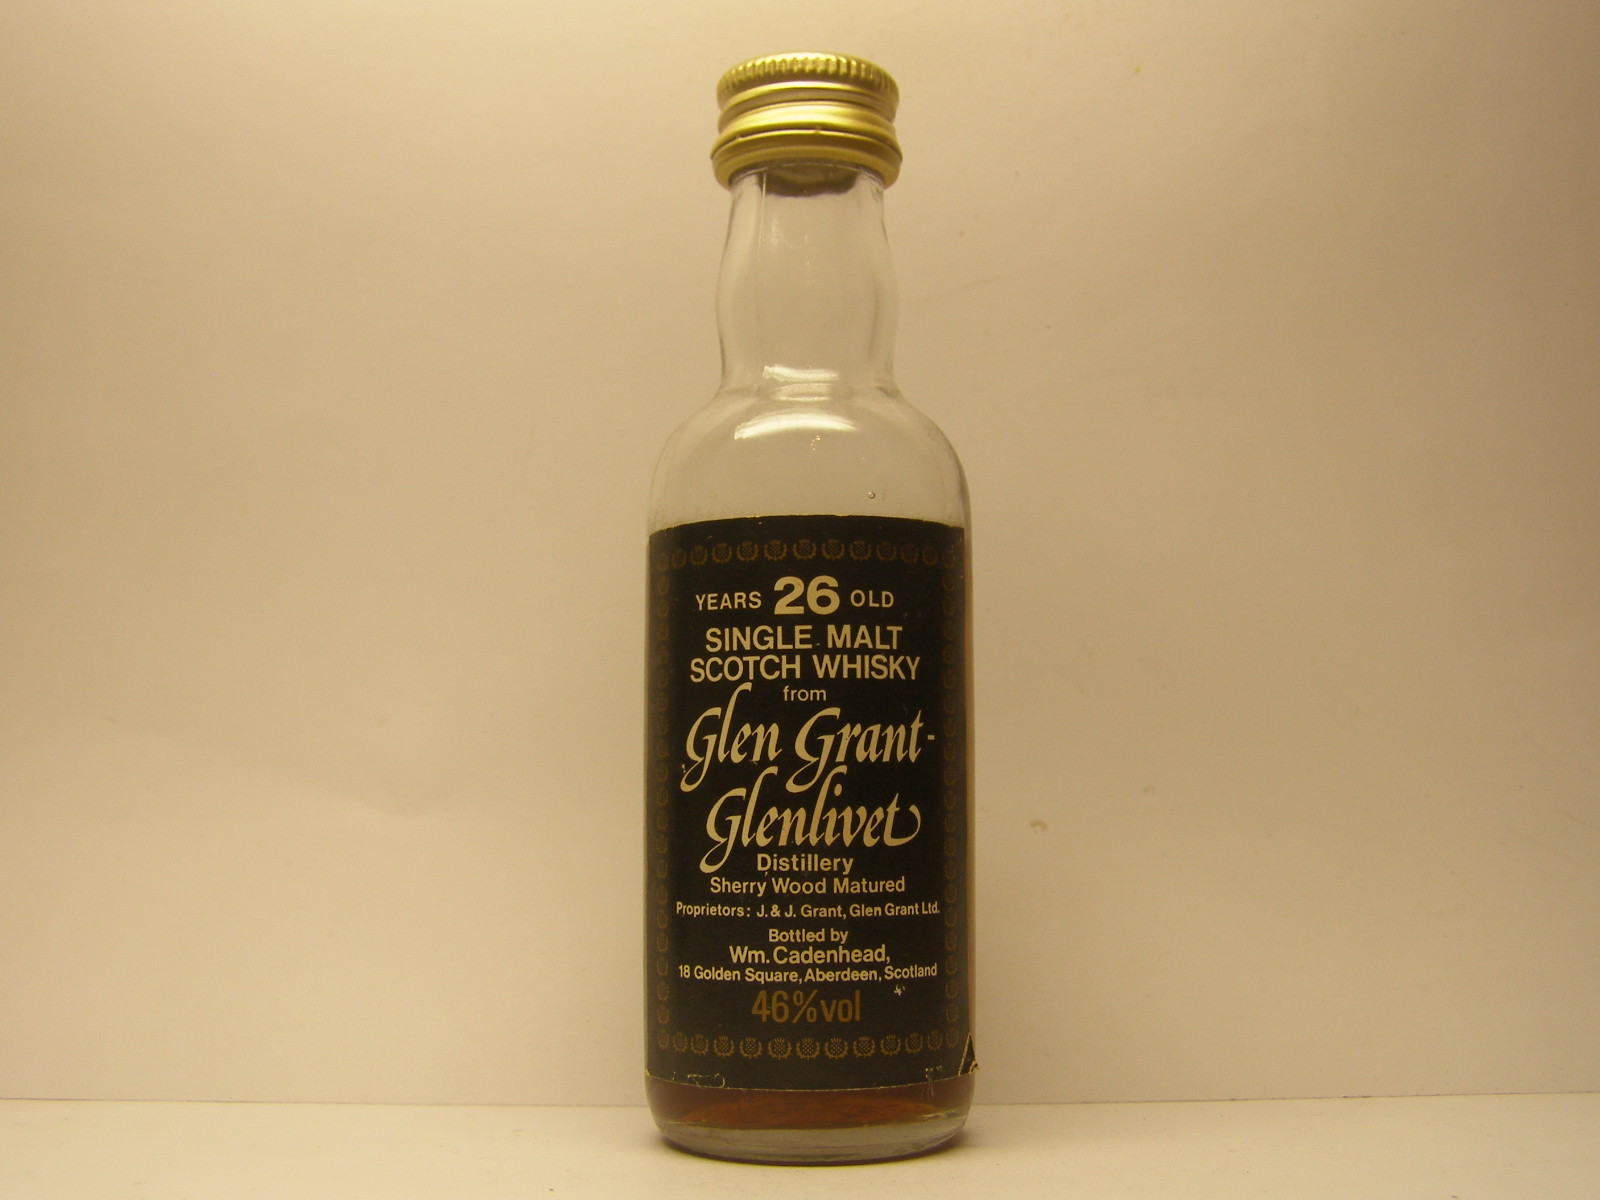 YEARS 26 OLD
SINGLE MALT
SCOTCH WHISKY
from
Glen Grant-
Glenlivet
Distillery
Sherry Wood Matured
Proprietors: J. & J. Grant, Glen Grant Ltd.
Bottled by
Wm. Cadenhead,
18 Golden Square, Aberdeen, Scotland
46%vol